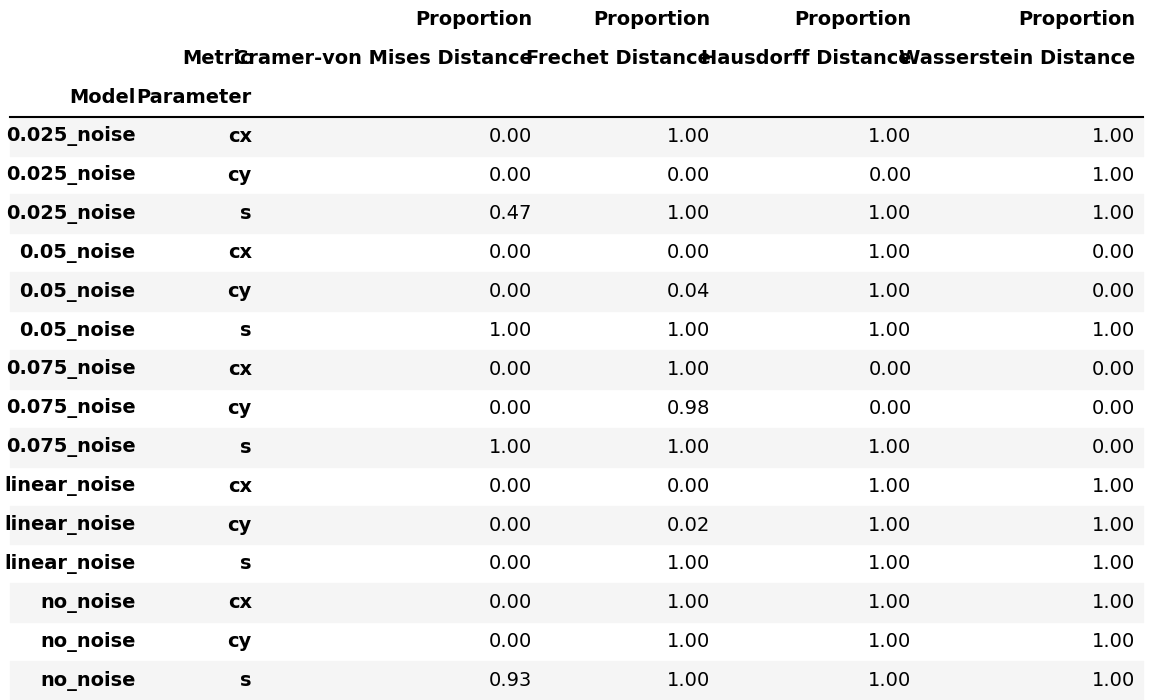 Proportion Proportion Proportion Proportion
Metric Cramer-von Mises Distance Frechet Distance Hausdorff Distance Wasserstein Distance
Model Parameter
0.025_noise cx 0.00 1.00 1.00 1.00
0.025_noise cy 0.00 0.00 0.00 1.00
0.025_noise s 0.47 1.00 1.00 1.00
0.05_noise cx 0.00 0.00 1.00 0.00
0.05_noise cy 0.00 0.04 1.00 0.00
0.05_noise s 1.00 1.00 1.00 1.00
0.075_noise cx 0.00 1.00 0.00 0.00
0.075_noise cy 0.00 0.98 0.00 0.00
0.075_noise s 1.00 1.00 1.00 0.00
linear_noise cx 0.00 0.00 1.00 1.00
linear_noise cy 0.00 0.02 1.00 1.00
linear_noise s 0.00 1.00 1.00 1.00
no_noise cx 0.00 1.00 1.00 1.00
no_noise cy 0.00 1.00 1.00 1.00
no_noise s 0.93 1.00 1.00 1.00